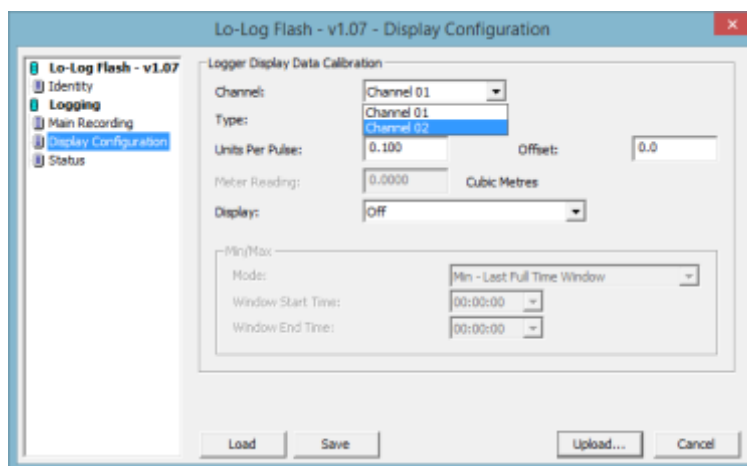 Lo-Log Flash - v1.07 - Display Configuration
Lo-Log Flash - v1.07
Identity
Logging
Main Recording
Display Configuration
Status
Logger Display Data Calibration
Channel: Channel 01
Channel 01
Channel 02
Type:
Units Per Pulse: 0.100 Offset: 0.0
Meter Reading: 0.0000 Cubic Metres
Display: Off
Min/Max
Mode: Min - Last Full Time Window
Window Start Time: 00:00:00
Window End Time: 00:00:00
Load Save Upload... Cancel